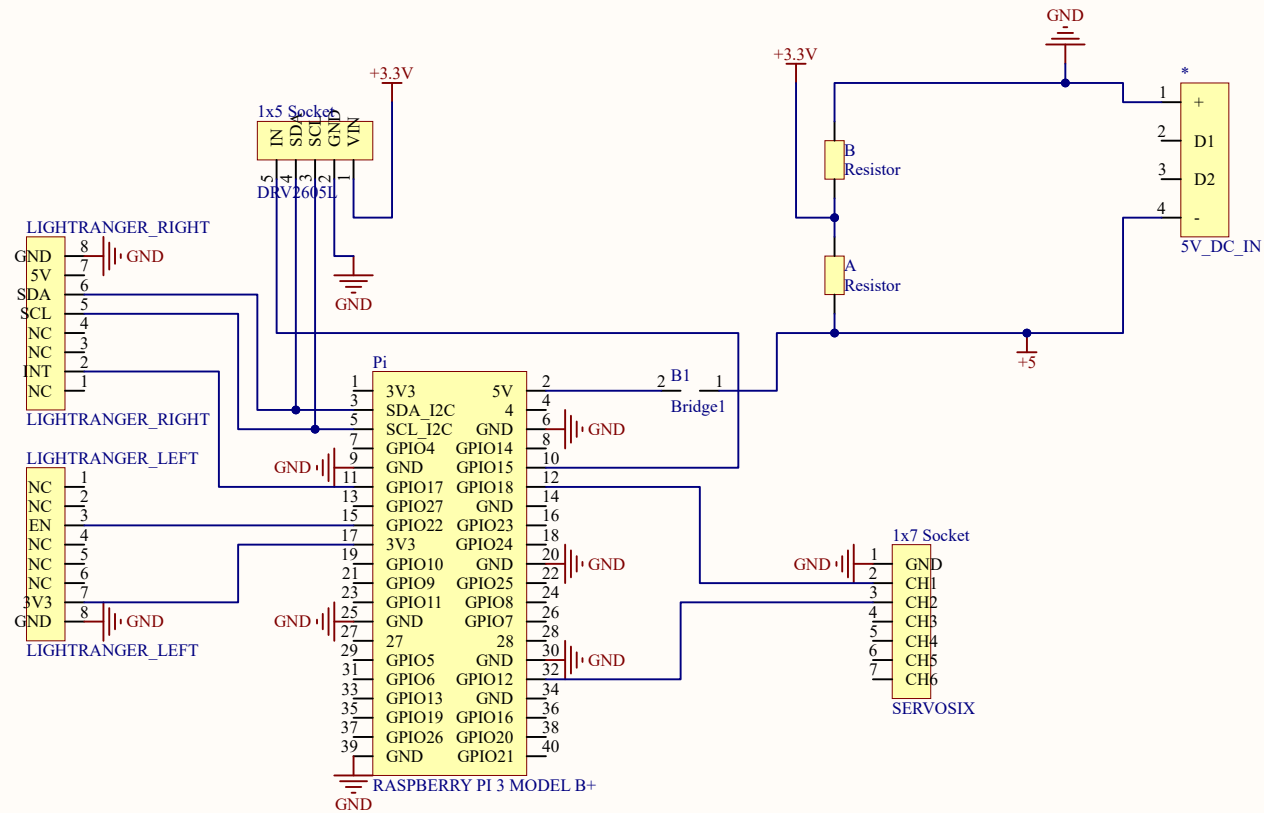 GND
+3.3V
*
1 +
2 D1
3 D2
4 -
5V_DC_IN
B
Resistor
A
Resistor
+5
+3.3V
1x5 Socket
IN SDA SCL GND VIN
5 4 3 2 1
DRV2605L
GND
LIGHTRANGER_RIGHT
GND 8 GND
5V 7
SDA 6
SCL 5
NC 4
NC 3
INT 2
NC 1
LIGHTRANGER_RIGHT
LIGHTRANGER_LEFT
NC 1
NC 2
EN 3
NC 4
NC 5
NC 6
3V3 7
GND 8 GND
LIGHTRANGER_LEFT
Pi
1 3V3 5V 2
3 SDA_I2C 4 4
5 SCL_I2C GND 6 GND
7 GPIO4 GPIO14 8
GND 9 GND GPIO15 10
11 GPIO17 GPIO18 12
13 GPIO27 GND 14
15 GPIO22 GPIO23 16
17 3V3 GPIO24 18
19 GPIO10 GND 20 GND
21 GPIO9 GPIO25 22
23 GPIO11 GPIO8 24
GND 25 GND GPIO7 26
27 27 28 28
29 GPIO5 GND 30 GND
31 GPIO6 GPIO12 32
33 GPIO13 GND 34
35 GPIO19 GPIO16 36
37 GPIO26 GPIO20 38
39 GND GPIO21 40
RASPBERRY PI 3 MODEL B+
GND
2 B1 1
Bridge1
1x7 Socket
GND 1 GND
2 CH1
3 CH2
4 CH3
5 CH4
6 CH5
7 CH6
SERVOSIX